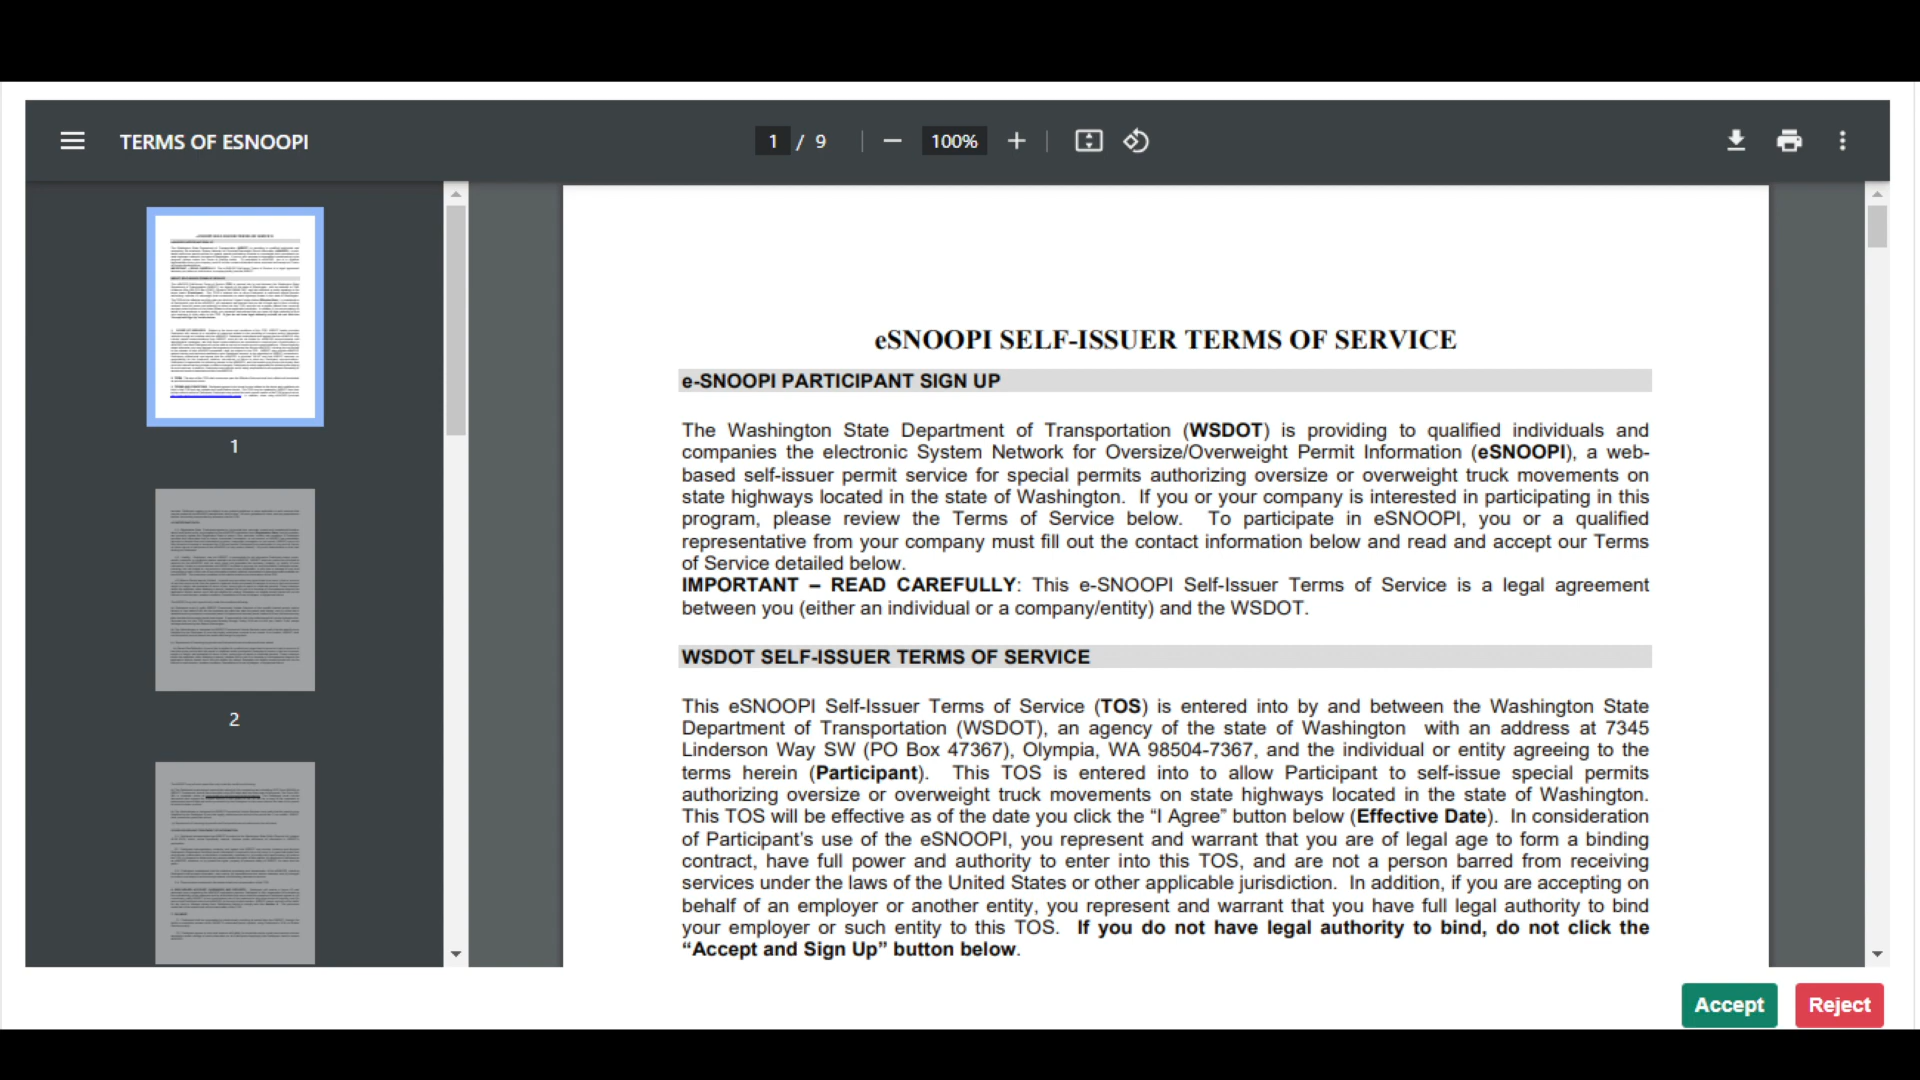 TERMS OF ESNOOPI
1 / 9
100%
1
2
eSNOOPI SELF-ISSUER TERMS OF SERVICE
e-SNOOPI PARTICIPANT SIGN UP
The Washington State Department of Transportation (WSDOT) is providing to qualified individuals and
companies the electronic System Network for Oversize/Overweight Permit Information (eSNOOPI), a web-
based self-issuer permit service for special permits authorizing oversize or overweight truck movements on
state highways located in the state of Washington. If you or your company is interested in participating in this
program, please review the Terms of Service below. To participate in eSNOOPI, you or a qualified
representative from your company must fill out the contact information below and read and accept our Terms
of Service detailed below.
IMPORTANT – READ CAREFULLY: This e-SNOOPI Self-Issuer Terms of Service is a legal agreement
between you (either an individual or a company/entity) and the WSDOT.
WSDOT SELF-ISSUER TERMS OF SERVICE
This eSNOOPI Self-Issuer Terms of Service (TOS) is entered into by and between the Washington State
Department of Transportation (WSDOT), an agency of the state of Washington with an address at 7345
Linderson Way SW (PO Box 47367), Olympia, WA 98504-7367, and the individual or entity agreeing to the
terms herein (Participant). This TOS is entered into to allow Participant to self-issue special permits
authorizing oversize or overweight truck movements on state highways located in the state of Washington.
This TOS will be effective as of the date you click the “I Agree” button below (Effective Date). In consideration
of Participant’s use of the eSNOOPI, you represent and warrant that you are of legal age to form a binding
contract, have full power and authority to enter into this TOS, and are not a person barred from receiving
services under the laws of the United States or other applicable jurisdiction. In addition, if you are accepting on
behalf of an employer or another entity, you represent and warrant that you have full legal authority to bind
your employer or such entity to this TOS. If you do not have legal authority to bind, do not click the
“Accept and Sign Up” button below.
Accept
Reject